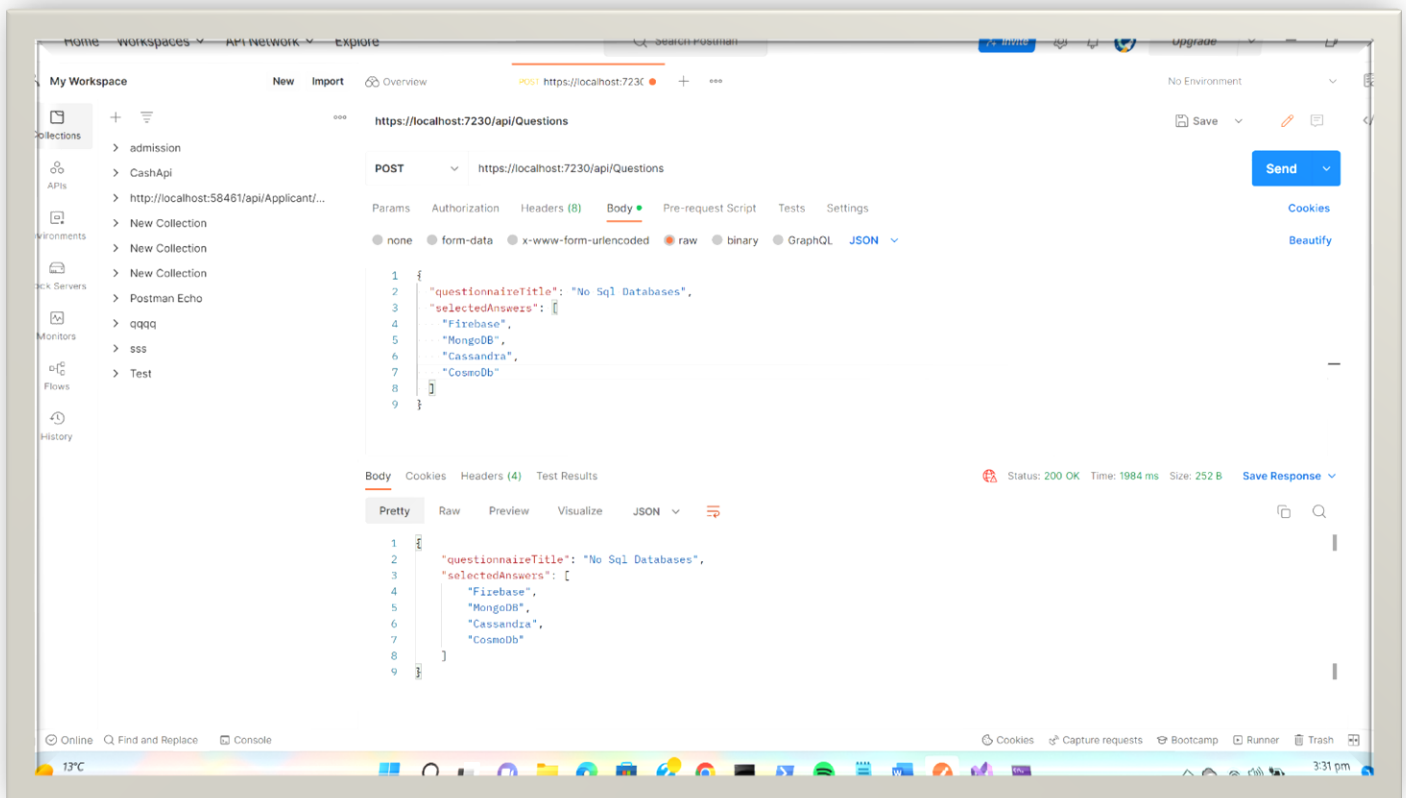 Home Workspaces API Network Explore Search Postman Invite Upgrade
My Workspace New Import Overview POST https://localhost:723( No Environment
Collections
https://localhost:7230/api/Questions Save
admission
APIs
CashApi
POST https://localhost:7230/api/Questions Send
http://localhost:58461/api/Applicant/...
Params Authorization Headers (8) Body Pre-request Script Tests Settings Cookies
New Collection
vironments
none form-data x-www-form-urlencoded raw binary GraphQL JSON Beautify
New Collection
New Collection
ock Servers
Postman Echo
Monitors
qqqq
sss
Flows
Test
History
1 {
2 "questionnaireTitle": "No Sql Databases",
3 "selectedAnswers": [
4 "Firebase",
5 "MongoDB",
6 "Cassandra",
7 "CosmoDb"
8 ]
9 }
Body Cookies Headers (4) Test Results Status: 200 OK Time: 1984 ms Size: 252 B Save Response
Pretty Raw Preview Visualize JSON
1 {
2 "questionnaireTitle": "No Sql Databases",
3 "selectedAnswers": [
4 "Firebase",
5 "MongoDB",
6 "Cassandra",
7 "CosmoDb"
8 ]
9 }
Online Find and Replace Console Cookies Capture requests Bootcamp Runner Trash
13°C 3:31 pm